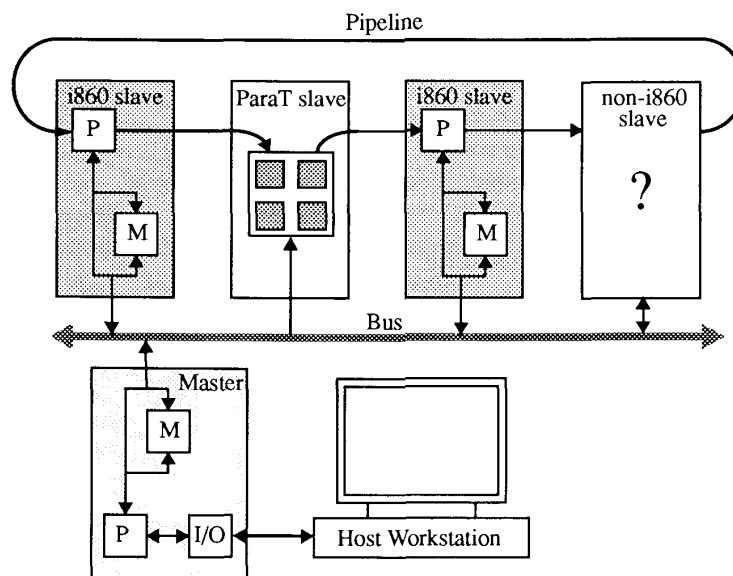 Pipeline
i860 slave
ParaT slave
i860 slave
non-i860
slave
P
P
?
M
M
Bus
Master
M
P
I/O
Host Workstation